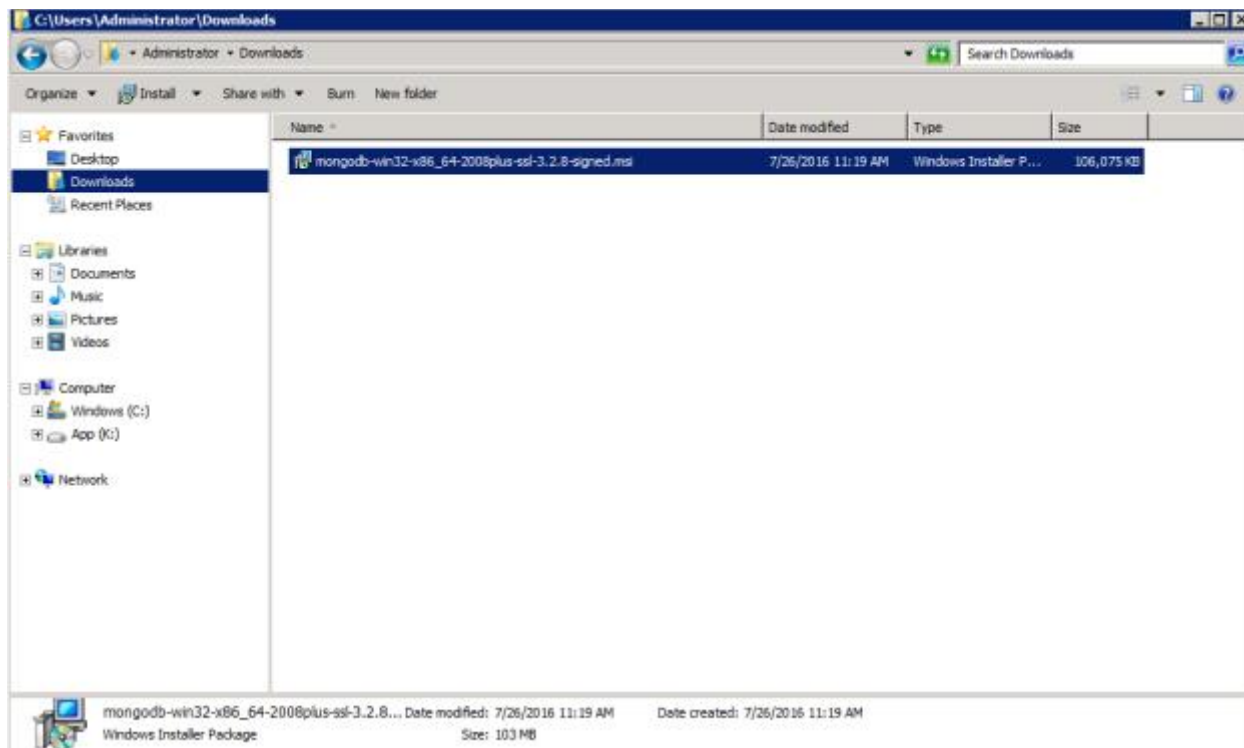 C:\Users\Administrator\Downloads
Administrator Downloads
Search Downloads
Organize Install Share with Burn New folder
Name Date modified Type Size
mongodb-win32-x86_64-2008plus-ssl-3.2.8-signed.msi 7/26/2016 11:19 AM Windows Installer P... 106,075 KB
Favorites
Desktop
Downloads
Recent Places
Libraries
Documents
Music
Pictures
Videos
Computer
Windows (C:)
App (K:)
Network
mongodb-win32-x86_64-2008plus-ssl-3.2.8... Date modified: 7/26/2016 11:19 AM Date created: 7/26/2016 11:19 AM
Windows Installer Package Size: 103 MB